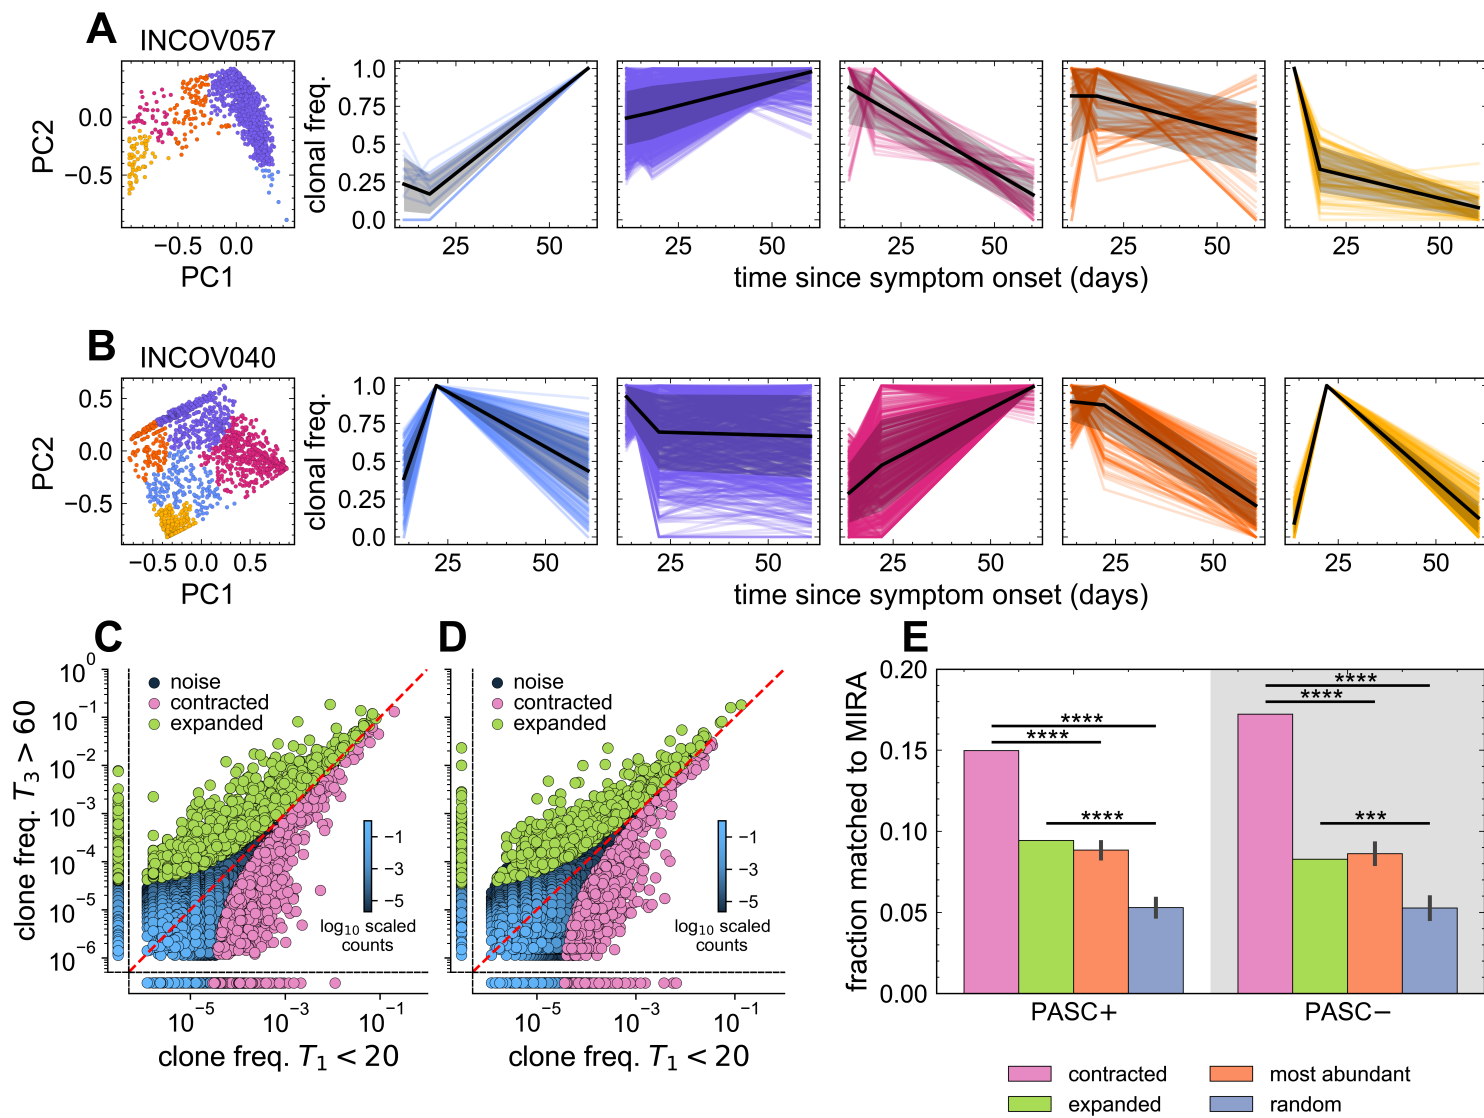 A
INCOV057
PC2
0.0
−0.5
−0.5 0.0
PC1
clonal freq.
1.0
0.75
0.5
0.25
0.0
25 50
25 50
25 50
25 50
25 50
time since symptom onset (days)
B
INCOV040
PC2
0.5
0.0
−0.5
−0.5 0.0 0.5
PC1
clonal freq.
1.0
0.75
0.5
0.25
0.0
25 50
25 50
25 50
25 50
25 50
time since symptom onset (days)
C
clone freq. T₃ > 60
10⁰
10⁻¹
10⁻²
10⁻³
10⁻⁴
10⁻⁵
10⁻⁶
noise
contracted
expanded
−1
−3
−5
log₁₀ scaled
counts
10⁻⁵ 10⁻³ 10⁻¹
clone freq. T₁ < 20
D
noise
contracted
expanded
−1
−3
−5
log₁₀ scaled
counts
10⁻⁵ 10⁻³ 10⁻¹
clone freq. T₁ < 20
E
fraction matched to MIRA
0.20
0.15
0.10
0.05
0.00
****
****
****
****
****
***
PASC+ PASC−
contracted
expanded
most abundant
random